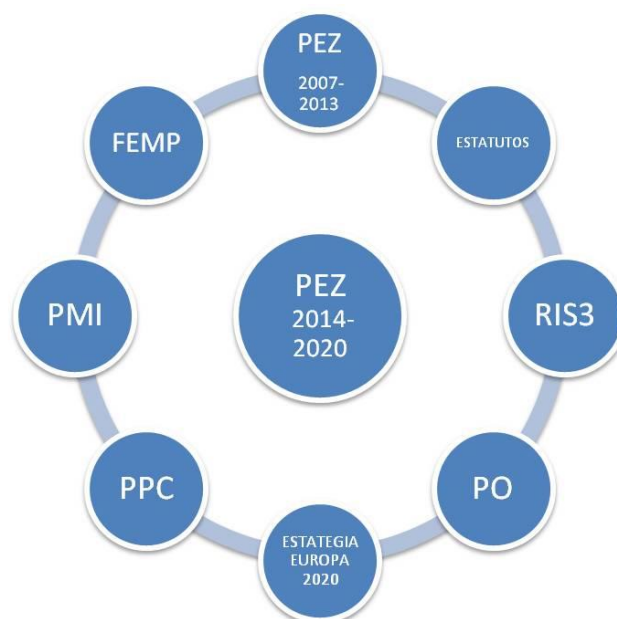 PEZ
2007-
2013
ESTATUTOS
RIS3
PO
ESTATEGIA
EUROPA
2020
PPC
PMI
FEMP
PEZ
2014-
2020